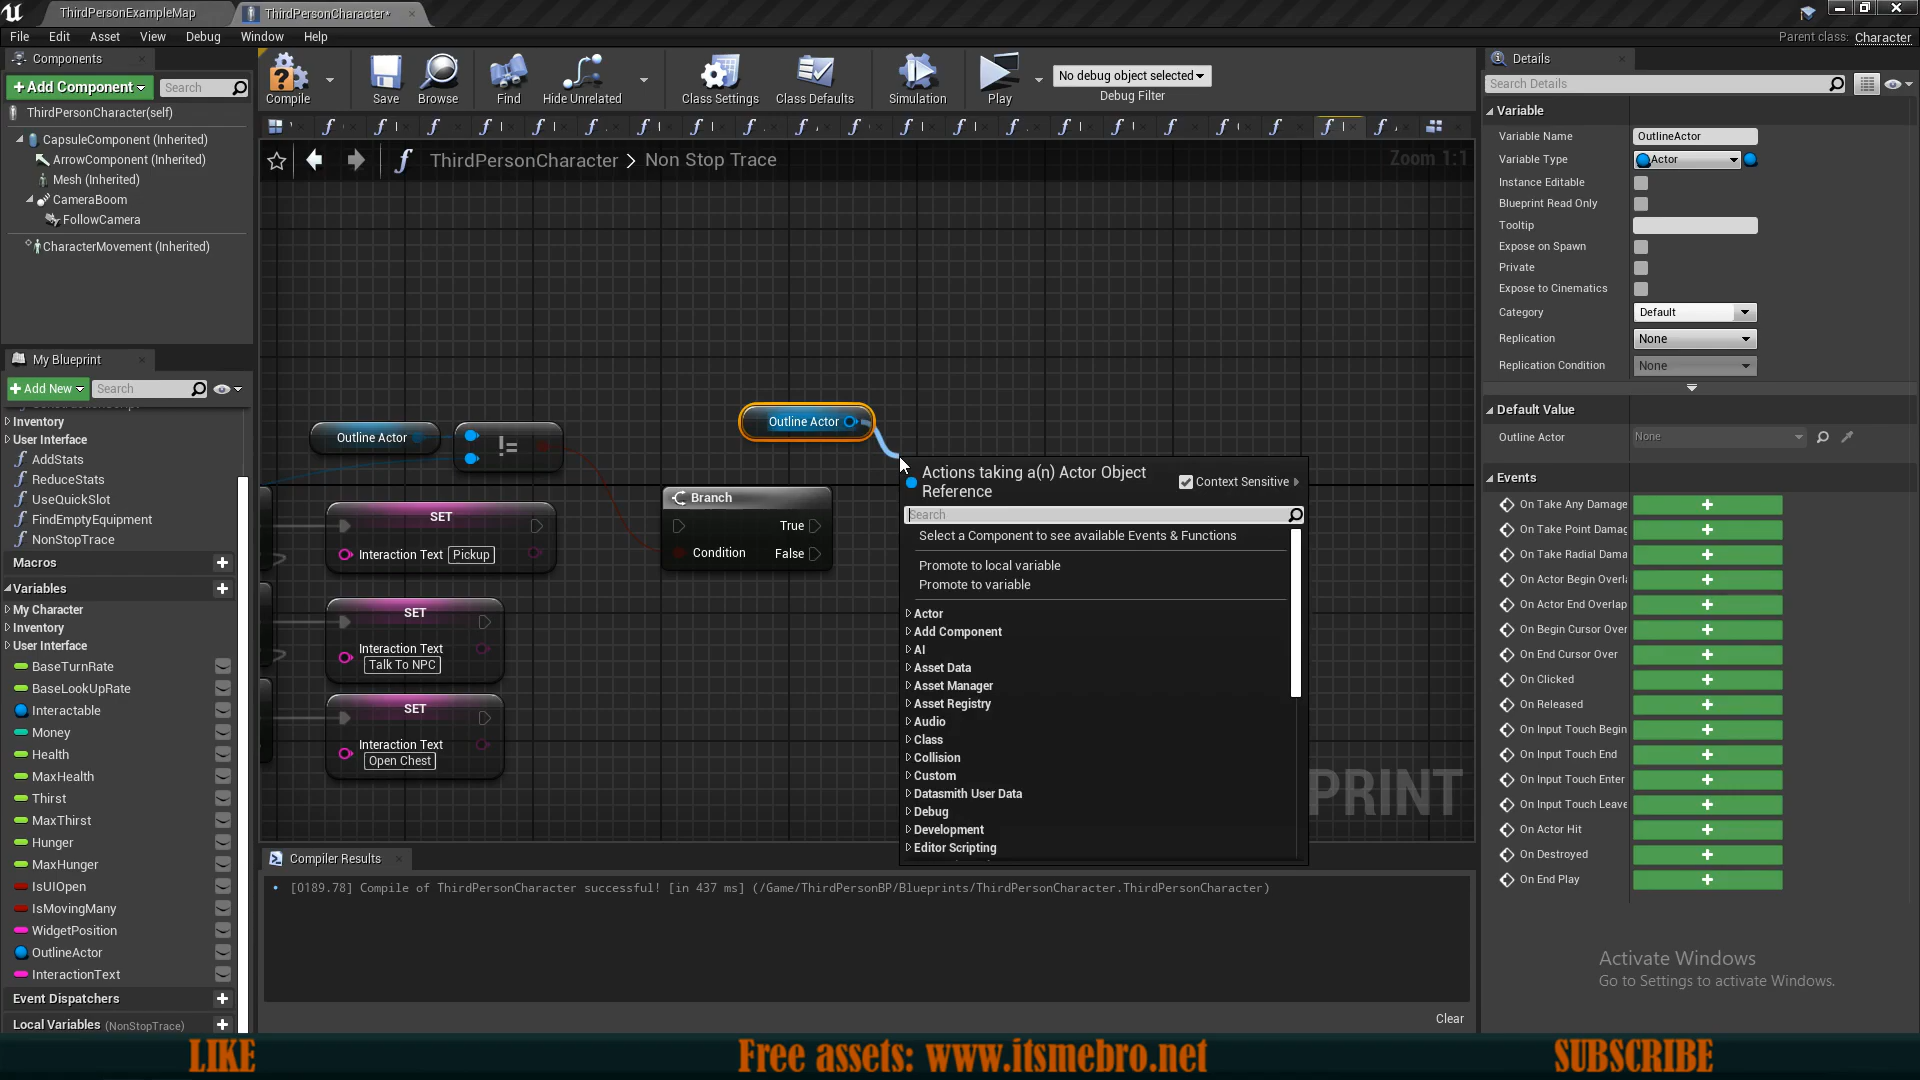 ThirdPersonExampleMap
ThirdPersonCharacter*
File Edit Asset View Debug Window Help
Parent class: Character
Components
+Add Component
Search
ThirdPersonCharacter(self)
CapsuleComponent (Inherited)
ArrowComponent (Inherited)
Mesh (Inherited)
CameraBoom
FollowCamera
CharacterMovement (Inherited)
My Blueprint
+Add New
Search
Inventory
User Interface
AddStats
ReduceStats
UseQuickSlot
FindEmptyEquipment
NonStopTrace
Macros
Variables
My Character
Inventory
User Interface
BaseTurnRate
BaseLookUpRate
Interactable
Money
Health
MaxHealth
Thirst
MaxThirst
Hunger
MaxHunger
IsUIOpen
IsMovingMany
WidgetPosition
OutlineActor
InteractionText
Event Dispatchers
Local Variables (NonStopTrace)
Compile
Save
Browse
Find
Hide Unrelated
Class Settings
Class Defaults
Simulation
Play
No debug object selected
Debug Filter
ThirdPersonCharacter > Non Stop Trace
Zoom 1:1
Outline Actor
!=
Outline Actor
SET
Interaction Text Pickup
SET
Interaction Text
Talk To NPC
SET
Interaction Text
Open Chest
Branch
True
Condition False
Actions taking a(n) Actor Object
Reference
Context Sensitive
Search
Select a Component to see available Events & Functions
Promote to local variable
Promote to variable
Actor
Add Component
AI
Asset Data
Asset Manager
Asset Registry
Audio
Class
Collision
Custom
Datasmith User Data
Debug
Development
Editor Scripting
PRINT
Compiler Results
[0189.78] Compile of ThirdPersonCharacter successful! [in 437 ms] (/Game/ThirdPersonBP/Blueprints/ThirdPersonCharacter.ThirdPersonCharacter)
Clear
Details
Search Details
Variable
Variable Name OutlineActor
Variable Type Actor
Instance Editable
Blueprint Read Only
Tooltip
Expose on Spawn
Private
Expose to Cinematics
Category Default
Replication None
Replication Condition None
Default Value
Outline Actor None
Events
On Take Any Damage
On Take Point Damag
On Take Radial Dama
On Actor Begin Overl
On Actor End Overlap
On Begin Cursor Over
On End Cursor Over
On Clicked
On Released
On Input Touch Begin
On Input Touch End
On Input Touch Enter
On Input Touch Leave
On Actor Hit
On Destroyed
On End Play
Activate Windows
Go to Settings to activate Windows.
LIKE
Free assets: www.itsmebro.net
SUBSCRIBE